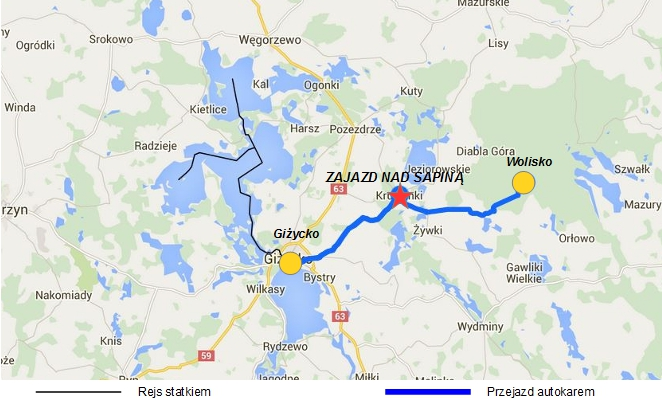 Mazurskie
Srokowo
Węgorzewo
Ogródki
Lisy
Kal
Ogonki
Kuty
Winda
Kietlice
Harsz
Pozezdrze
Radzieje
Diabla Góra
Wolisko
Jeziorowskie
Szwałk
ZAJAZD NAD SAPINĄ
63
Mazury
Żywki
Giżycko
Orłowo
Gawliki
Wielkie
Bystry
Wilkasy
Nakomiady
63
Wydminy
Knis
Rydzewo
59
Miłki
Rejs statkiem
Przejazd autokarem